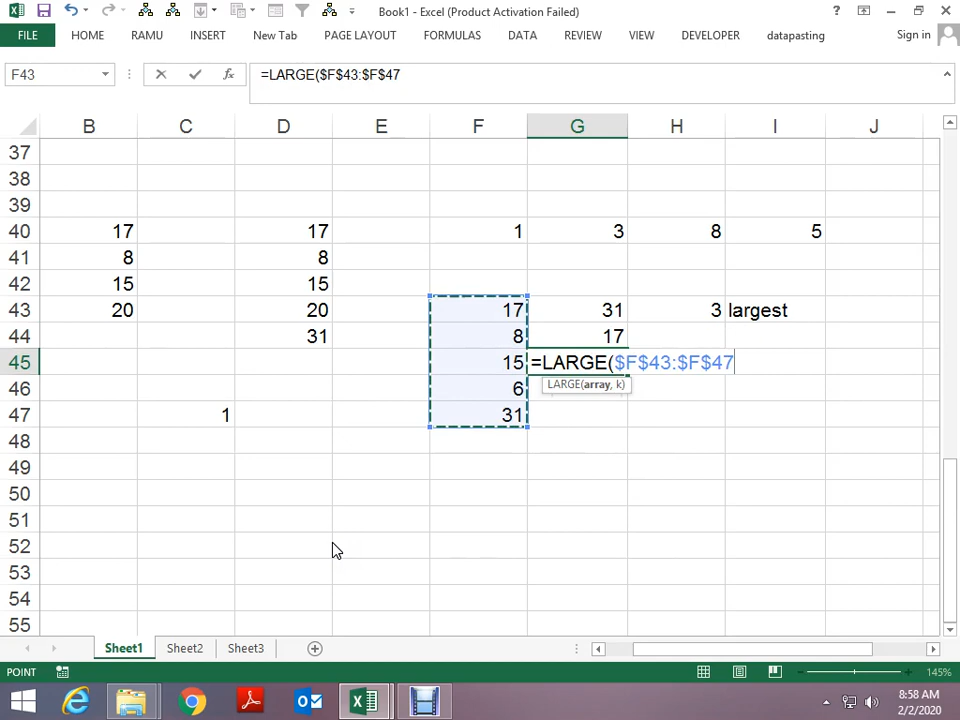 Book1 - Excel (Product Activation Failed)
?
FILE HOME RAMU INSERT New Tab PAGE LAYOUT FORMULAS DATA REVIEW VIEW DEVELOPER datapasting Sign in
F43 fx =LARGE($F$43:$F$47
B C D E F G H I J
37
38
39
40 17 17 1 3 8 5
41 8 8
42 15 15
43 20 20 17 31 3 largest
44 31 8 17
45 15 =LARGE($F$43:$F$47
LARGE(array, k)
46 6
47 1 31
48
49
50
51
52
53
54
55
Sheet1 Sheet2 Sheet3
POINT 145%
8:58 AM
2/2/2020